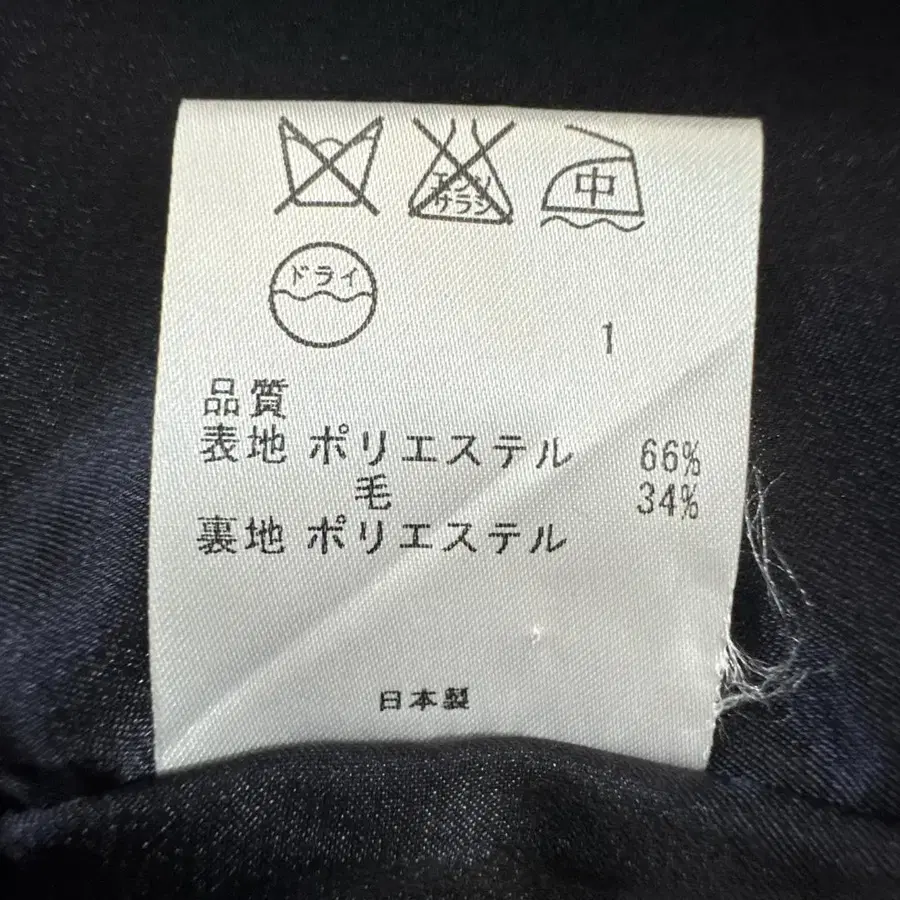 エンソ
サラシ
中
ドライ
1
品質
表地 ポリエステル 66%
毛 34%
裏地 ポリエステル
日本製